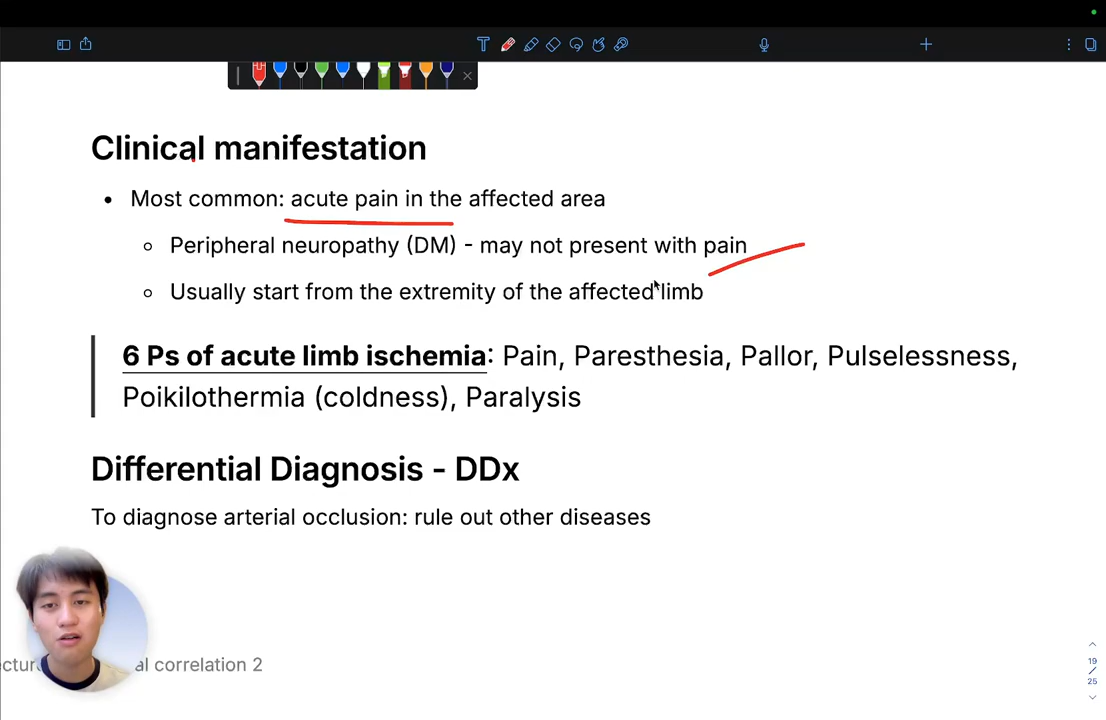 Clinical manifestation
Most common: acute pain in the affected area
Peripheral neuropathy (DM) - may not present with pain
Usually start from the extremity of the affected limb
6 Ps of acute limb ischemia: Pain, Paresthesia, Pallor, Pulselessness,
Poikilothermia (coldness), Paralysis
Differential Diagnosis - DDx
To diagnose arterial occlusion: rule out other diseases
correlation 2
19
/
25